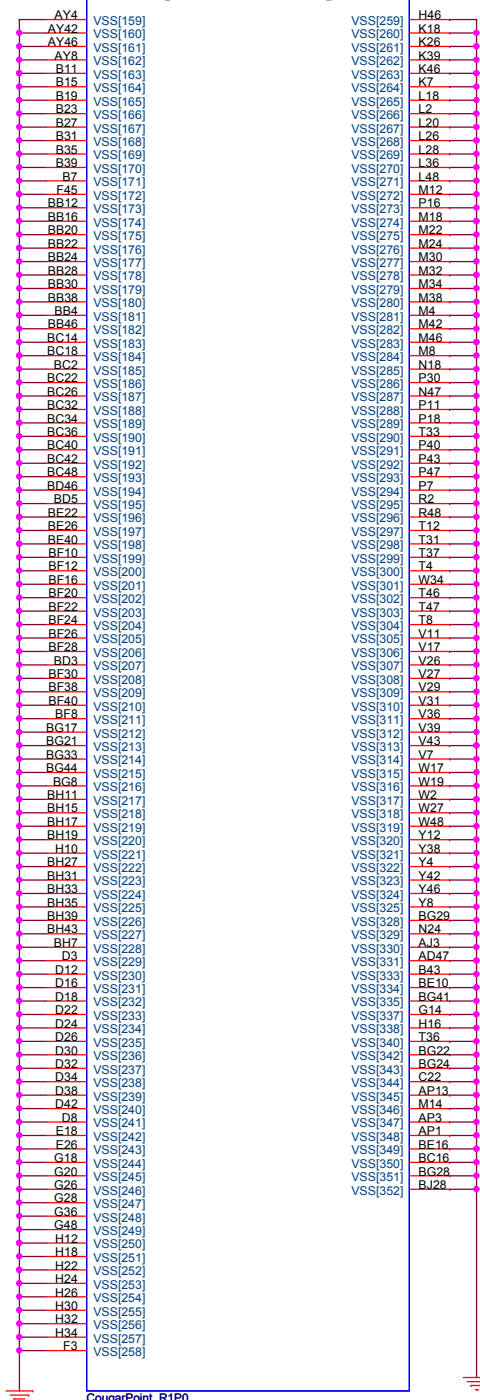 AY4 VSS[159]
AY42 VSS[160]
AY46 VSS[161]
AY8 VSS[162]
B11 VSS[163]
B15 VSS[164]
B19 VSS[165]
B23 VSS[166]
B27 VSS[167]
B31 VSS[168]
B35 VSS[169]
B39 VSS[170]
B7 VSS[171]
F45 VSS[172]
BB12 VSS[173]
BB16 VSS[174]
BB20 VSS[175]
BB22 VSS[176]
BB24 VSS[177]
BB28 VSS[178]
BB30 VSS[179]
BB38 VSS[180]
BB4 VSS[181]
BB46 VSS[182]
BC14 VSS[183]
BC18 VSS[184]
BC2 VSS[185]
BC22 VSS[186]
BC26 VSS[187]
BC32 VSS[188]
BC34 VSS[189]
BC36 VSS[190]
BC40 VSS[191]
BC42 VSS[192]
BC48 VSS[193]
BD46 VSS[194]
BD5 VSS[195]
BE22 VSS[196]
BE26 VSS[197]
BE40 VSS[198]
BF10 VSS[199]
BF12 VSS[200]
BF16 VSS[201]
BF20 VSS[202]
BF22 VSS[203]
BF24 VSS[204]
BF26 VSS[205]
BF28 VSS[206]
BD3 VSS[207]
BF30 VSS[208]
BF38 VSS[209]
BF40 VSS[210]
BF8 VSS[211]
BG17 VSS[212]
BG21 VSS[213]
BG33 VSS[214]
BG44 VSS[215]
BG8 VSS[216]
BH11 VSS[217]
BH15 VSS[218]
BH17 VSS[219]
BH19 VSS[220]
H10 VSS[221]
BH27 VSS[222]
BH31 VSS[223]
BH33 VSS[224]
BH35 VSS[225]
BH39 VSS[226]
BH43 VSS[227]
BH7 VSS[228]
D3 VSS[229]
D12 VSS[230]
D16 VSS[231]
D18 VSS[232]
D22 VSS[233]
D24 VSS[234]
D26 VSS[235]
D30 VSS[236]
D32 VSS[237]
D34 VSS[238]
D38 VSS[239]
D42 VSS[240]
D8 VSS[241]
E18 VSS[242]
E26 VSS[243]
G18 VSS[244]
G20 VSS[245]
G26 VSS[246]
G28 VSS[247]
G36 VSS[248]
G48 VSS[249]
H12 VSS[250]
H18 VSS[251]
H22 VSS[252]
H24 VSS[253]
H26 VSS[254]
H30 VSS[255]
H32 VSS[256]
H34 VSS[257]
F3 VSS[258]
VSS[259] H46
VSS[260] K18
VSS[261] K26
VSS[262] K39
VSS[263] K46
VSS[264] K7
VSS[265] L18
VSS[266] L2
VSS[267] L20
VSS[268] L26
VSS[269] L28
VSS[270] L36
VSS[271] L48
VSS[272] M12
VSS[273] P16
VSS[274] M18
VSS[275] M22
VSS[276] M24
VSS[277] M30
VSS[278] M32
VSS[279] M34
VSS[280] M38
VSS[281] M4
VSS[282] M42
VSS[283] M46
VSS[284] M8
VSS[285] N18
VSS[286] P30
VSS[287] N47
VSS[288] P11
VSS[289] P18
VSS[290] T33
VSS[291] P40
VSS[292] P43
VSS[293] P47
VSS[294] P7
VSS[295] R2
VSS[296] R48
VSS[297] T12
VSS[298] T31
VSS[299] T37
VSS[300] T4
VSS[301] W34
VSS[302] T46
VSS[303] T47
VSS[304] T8
VSS[305] V11
VSS[306] V17
VSS[307] V26
VSS[308] V27
VSS[309] V29
VSS[310] V31
VSS[311] V36
VSS[312] V39
VSS[313] V43
VSS[314] V7
VSS[315] W17
VSS[316] W19
VSS[317] W2
VSS[318] W27
VSS[319] W48
VSS[320] Y12
VSS[321] Y38
VSS[322] Y4
VSS[323] Y42
VSS[324] Y46
VSS[325] Y8
VSS[328] BG29
VSS[329] N24
VSS[330] AJ3
VSS[331] AD47
VSS[333] B43
VSS[334] BE10
VSS[335] BG41
VSS[337] G14
VSS[338] H16
VSS[340] T36
VSS[342] BG22
VSS[343] BG24
VSS[344] C22
VSS[345] AP13
VSS[346] M14
VSS[347] AP3
VSS[348] AP1
VSS[349] BE16
VSS[350] BC16
VSS[351] BG28
VSS[352] BJ28
CougarPoint_R1P0